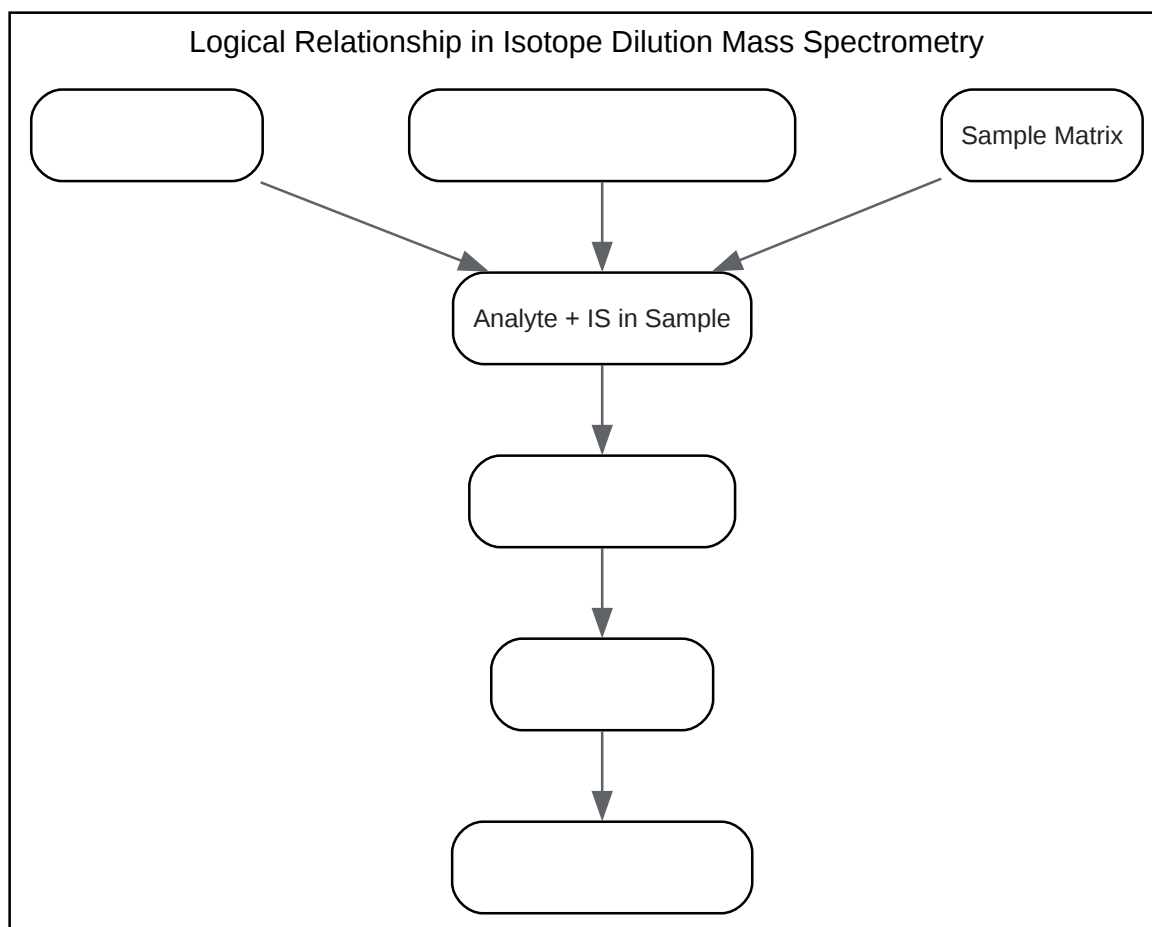 Logical Relationship in Isotope Dilution Mass Spectrometry
Sample Matrix
Analyte + IS in Sample